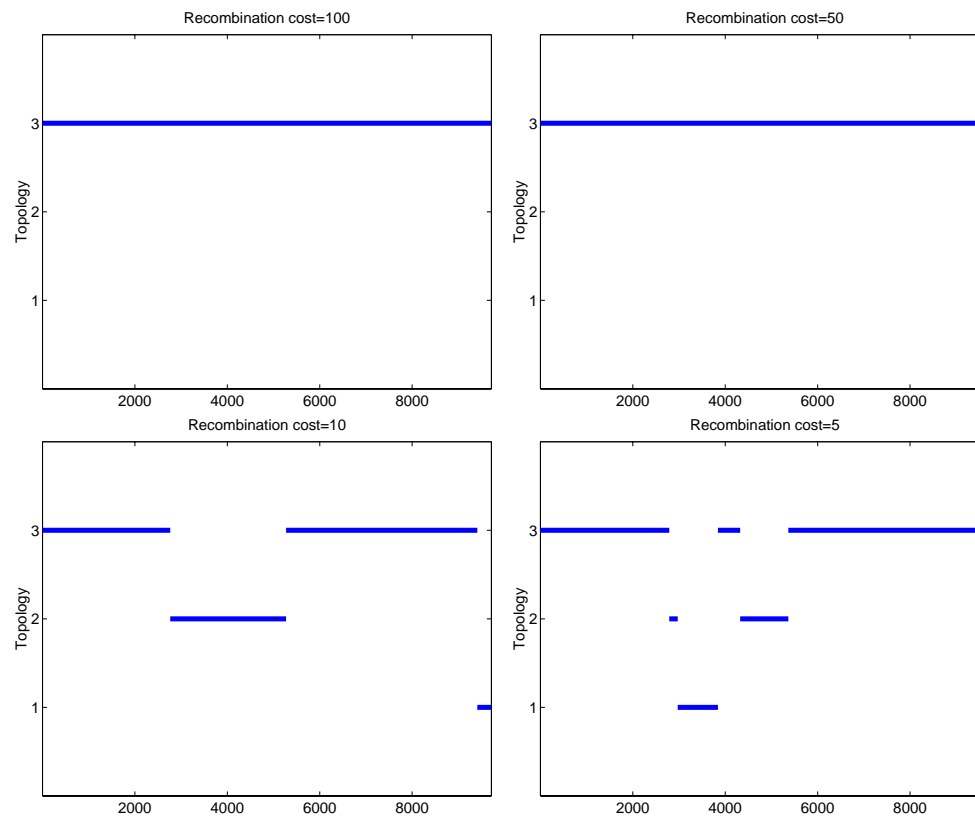 Recombination cost=100
3
2
1
Topology
2000 4000 6000 8000
Recombination cost=50
3
2
1
Topology
2000 4000 6000 8000
Recombination cost=10
3
2
1
Topology
2000 4000 6000 8000
Recombination cost=5
3
2
1
Topology
2000 4000 6000 8000